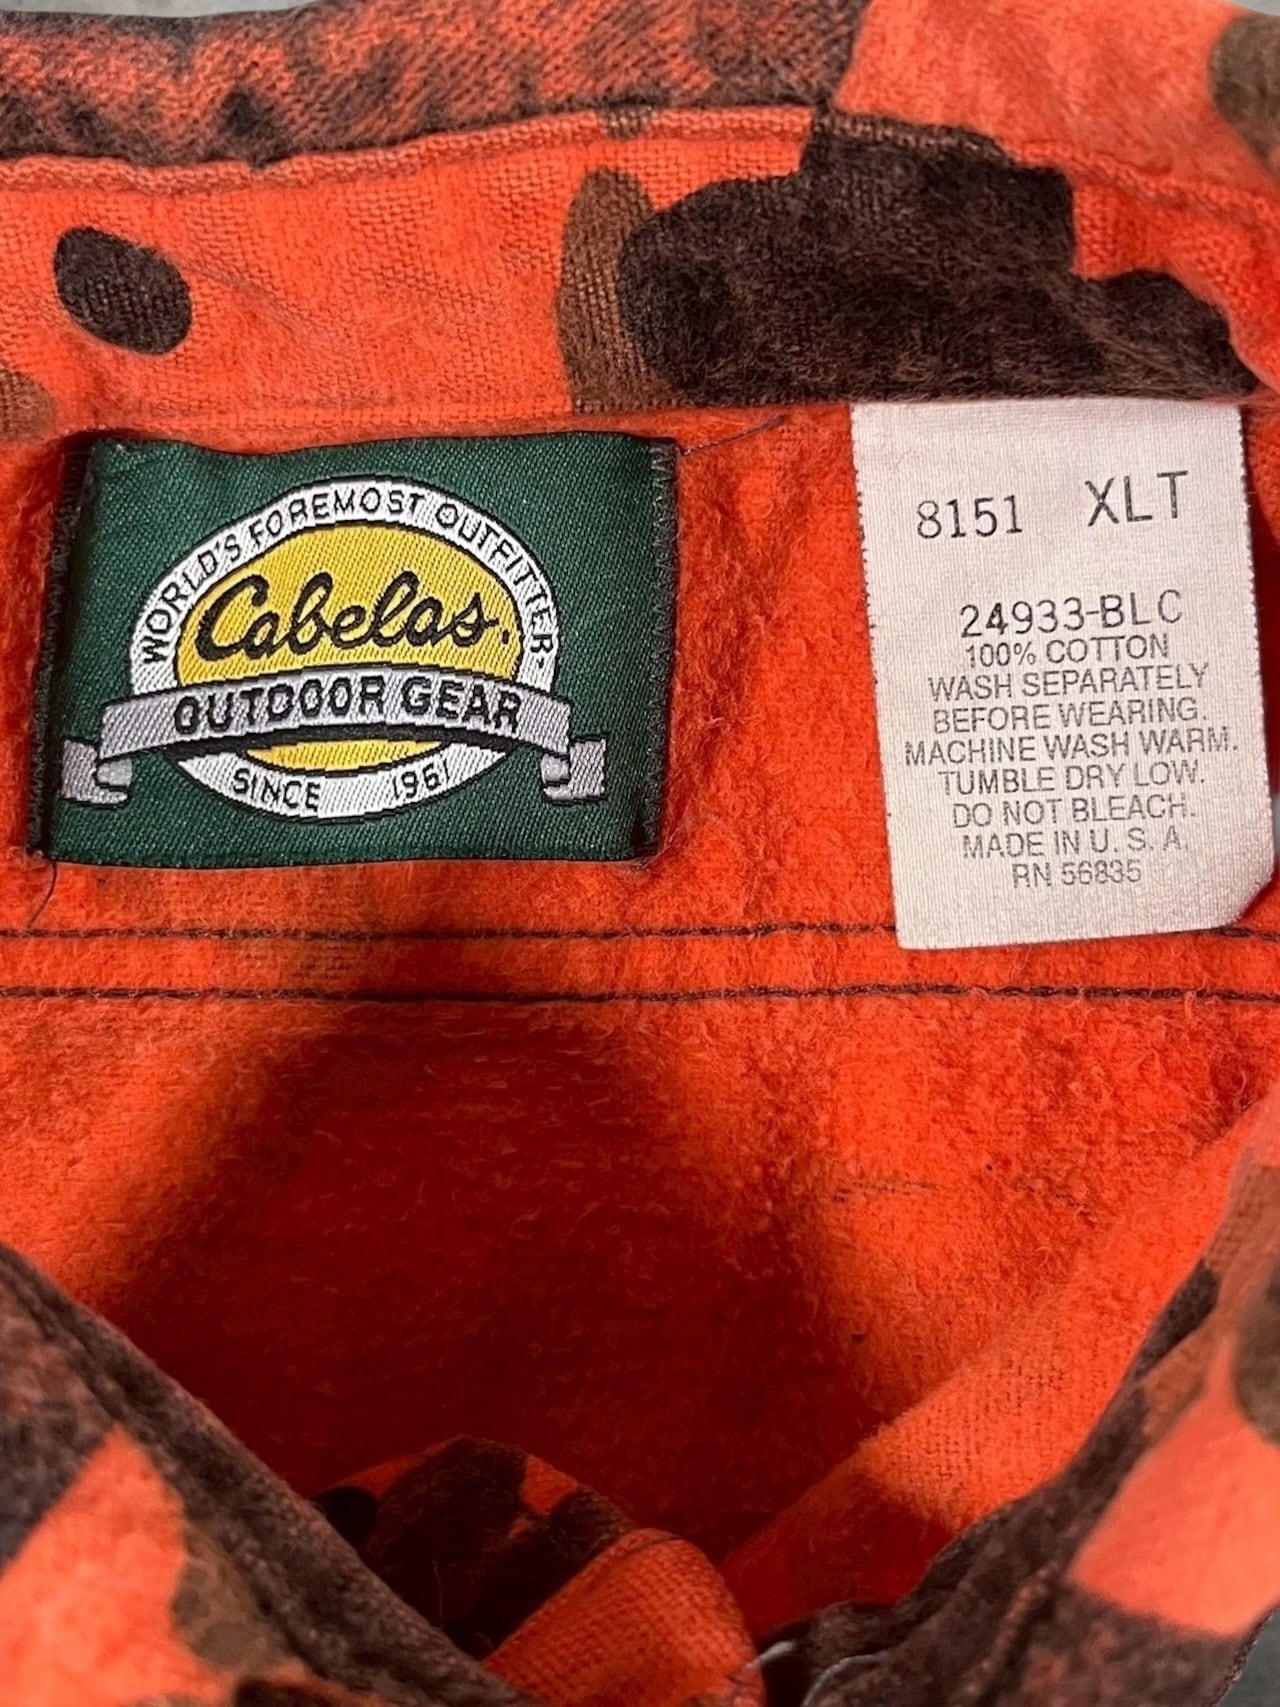 WORLD'S FOREMOST OUTFITTER.
Cabelas.
OUTDOOR GEAR
SINCE 1961
8151 XLT
24933-BLC
100% COTTON
WASH SEPARATELY
BEFORE WEARING.
MACHINE WASH WARM.
TUMBLE DRY LOW.
DO NOT BLEACH.
MADE IN U. S. A.
RN 56835